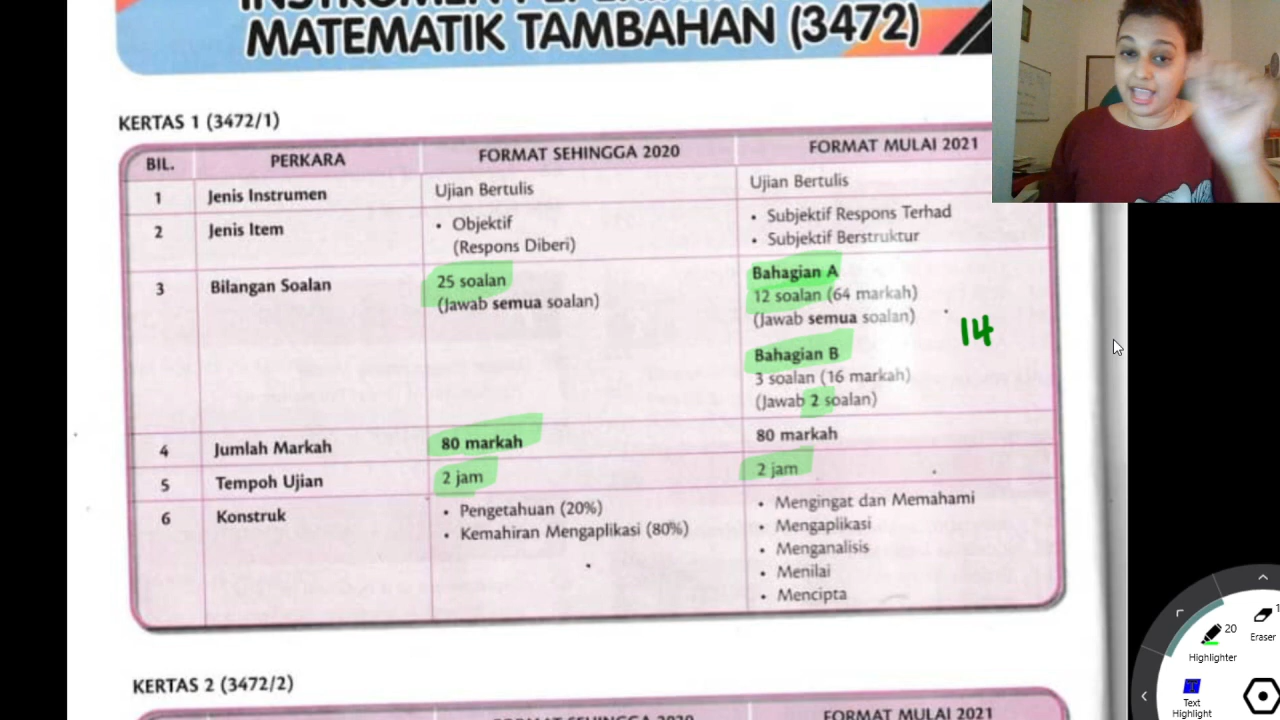 MATEMATIK TAMBAHAN (3472)
KERTAS 1 (3472/1)
BIL. PERKARA FORMAT SEHINGGA 2020 FORMAT MULAI 2021
1 Jenis Instrumen Ujian Bertulis Ujian Bertulis
2 Jenis Item • Objektif • Subjektif Respons Terhad
(Respons Diberi) • Subjektif Berstruktur
3 Bilangan Soalan 25 soalan Bahagian A
(Jawab semua soalan) 12 soalan (64 markah)
(Jawab semua soalan)
14
Bahagian B
3 soalan (16 markah)
(Jawab 2 soalan)
4 Jumlah Markah 80 markah 80 markah
5 Tempoh Ujian 2 jam 2 jam
6 Konstruk • Pengetahuan (20%) • Mengingat dan Memahami
• Kemahiran Mengaplikasi (80%) • Mengaplikasi
• Menganalisis
• Menilai
• Mencipta
KERTAS 2 (3472/2)
FORMAT MULAI 2021
20
Highlighter
Eraser
Text
Highlight